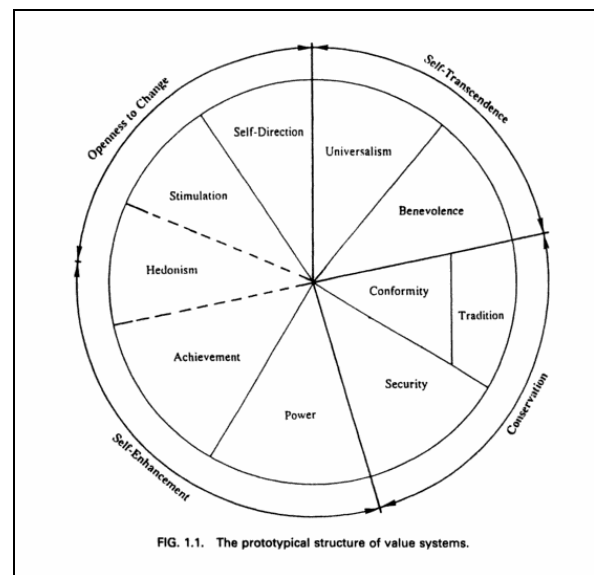 Openness to Change
Self-Transcendence
Self-Direction
Universalism
Stimulation
Benevolence
Hedonism
Conformity
Tradition
Achievement
Security
Power
Self-Enhancement
Conservation
FIG. 1.1. The prototypical structure of value systems.